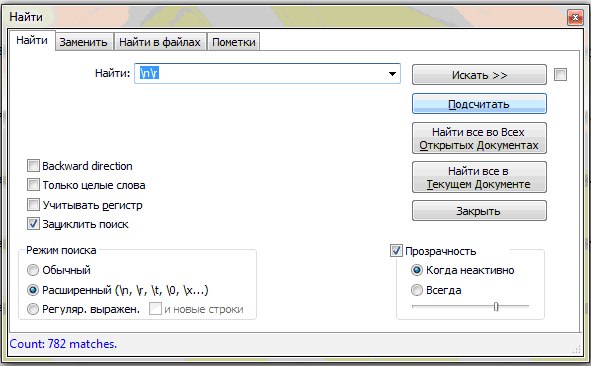 Найти
Найти Заменить Найти в файлах Пометки
Найти: \n\r
Искать >>
Подсчитать
Найти все во Всех
Открытых Документах
Найти все в
Текущем Документе
Закрыть
Backward direction
Только целые слова
Учитывать регистр
Зациклить поиск
Режим поиска
Обычный
Расширенный (\n, \r, \t, \0, \x...)
Регуляр. выражен. и новые строки
Прозрачность
Когда неактивно
Всегда
Count: 782 matches.